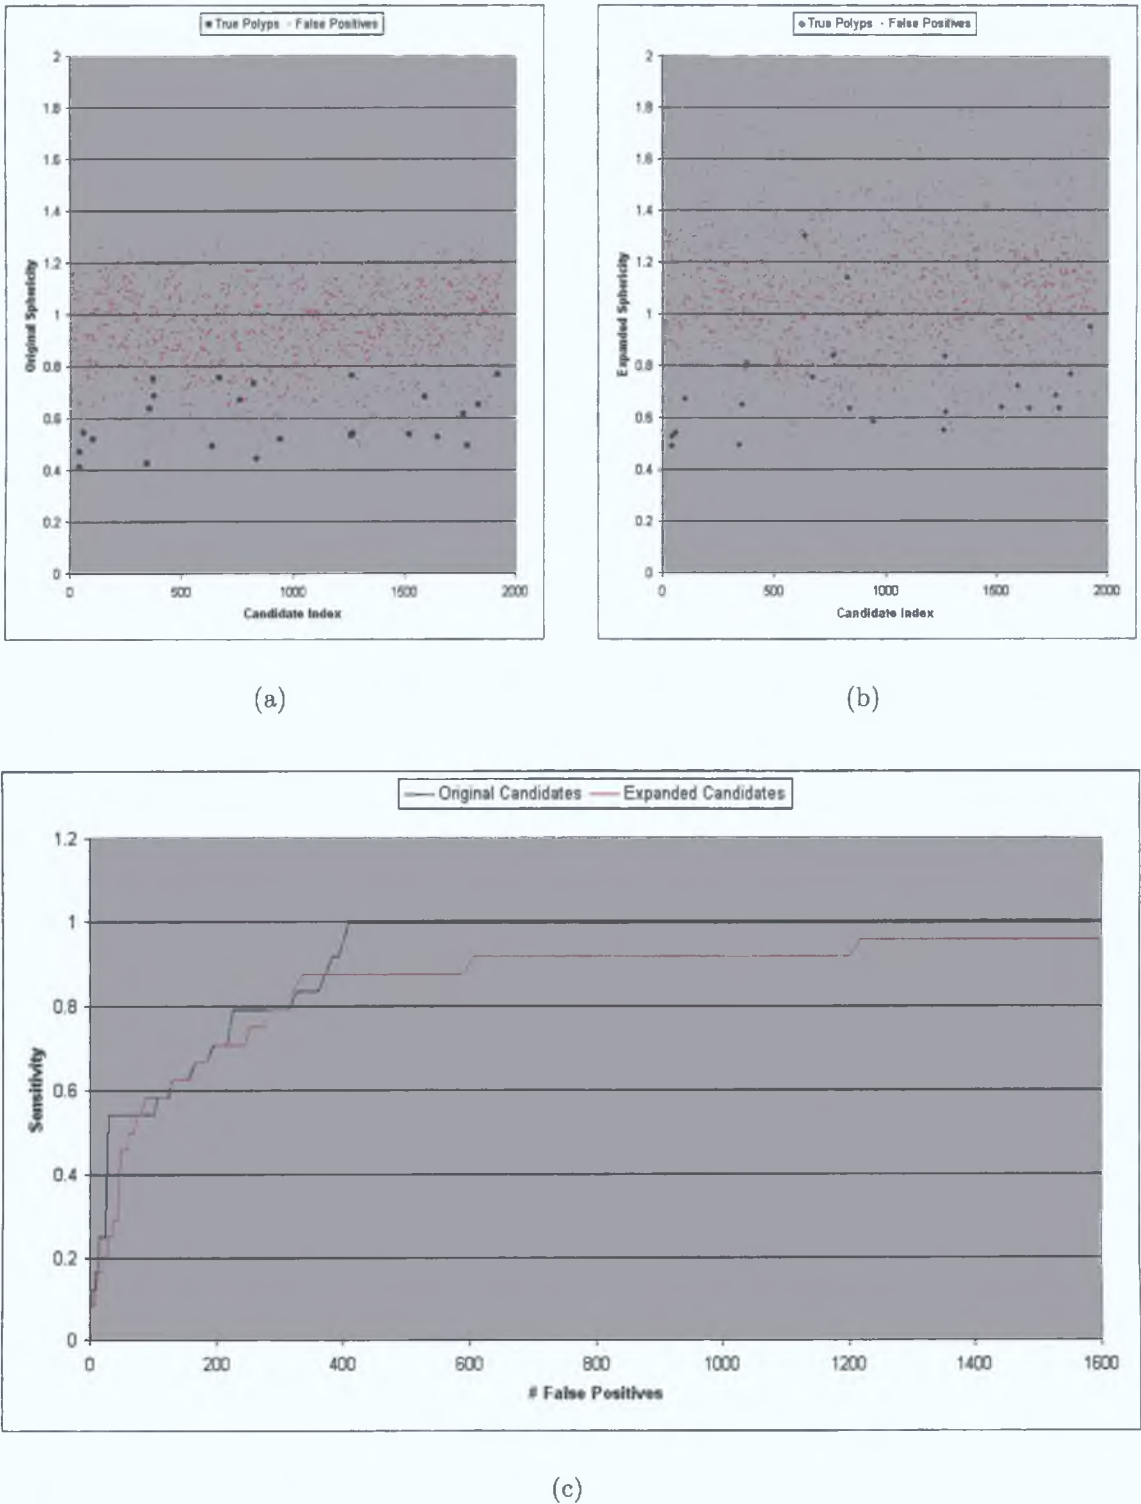 True Polyps - False Positives
2
1.8
1.6
1.4
1.2
1
0.8
0.6
0.4
0.2
0
Original Sphericity
0 500 1000 1500 2000
Candidate Index
(a)
True Polyps - False Positives
2
1.8
1.6
1.4
1.2
1
0.8
0.6
0.4
0.2
0
Expanded Sphericity
0 500 1000 1500 2000
Candidate Index
(b)
Original Candidates Expanded Candidates
1.2
1
0.8
0.6
0.4
0.2
0
Sensitivity
0 200 400 600 800 1000 1200 1400 1600
# False Positives
(c)